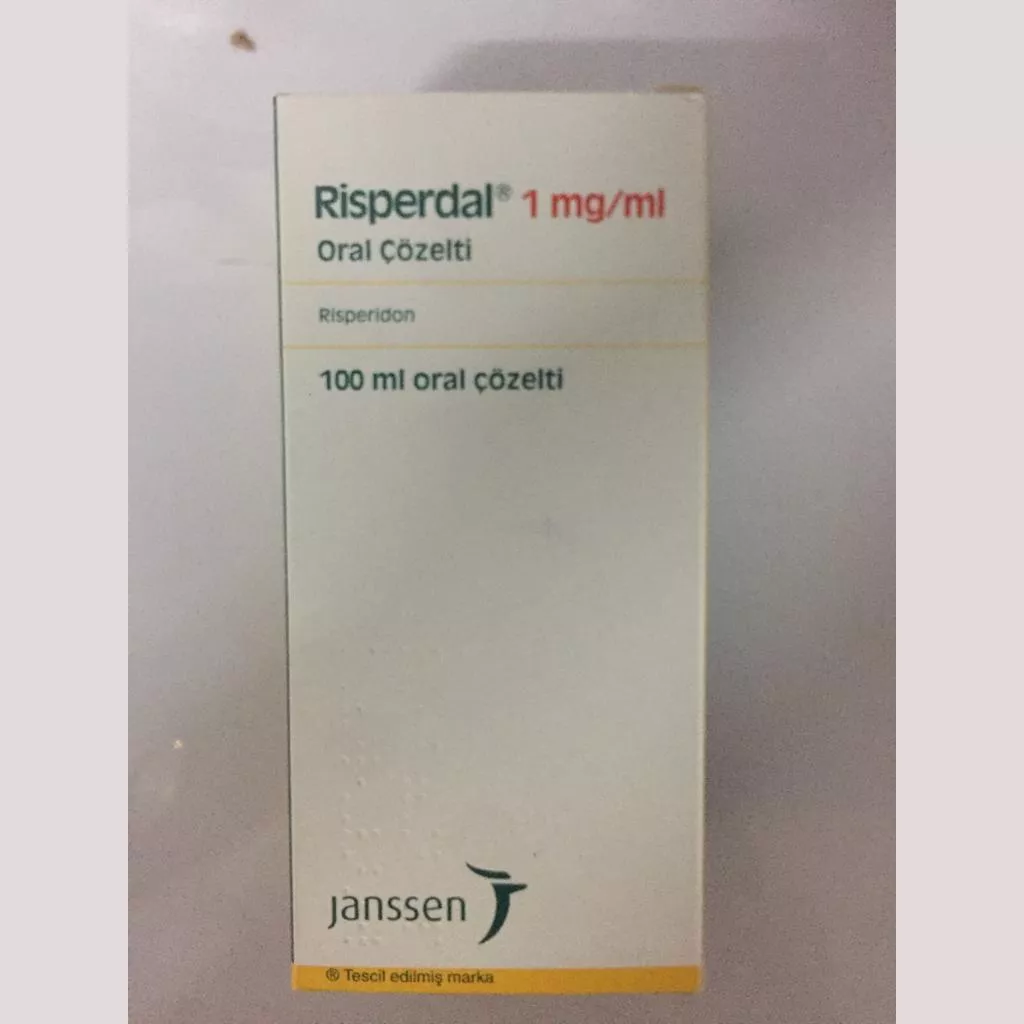 Risperdal® 1 mg/ml
Oral Çözelti
Risperidon
100 ml oral çözelti
janssen
® Tescil edilmiş marka